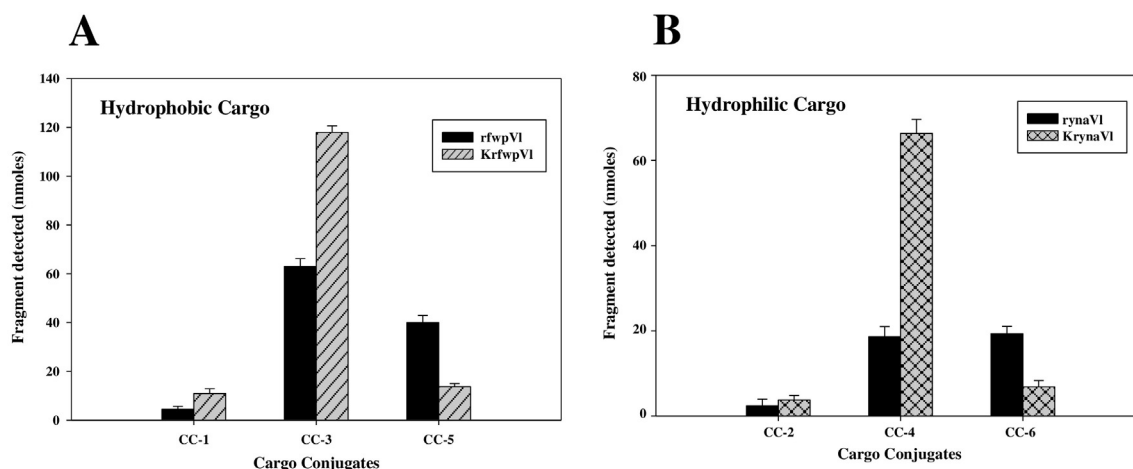 A
Hydrophobic Cargo
rfwpVl
KrfwpVl
Fragment detected (nmoles)
140
120
100
80
60
40
20
0
CC-1 CC-3 CC-5
Cargo Conjugates
B
Hydrophilic Cargo
rynaVl
KrynaVl
Fragment detected (nmoles)
80
60
40
20
0
CC-2 CC-4 CC-6
Cargo Conjugates